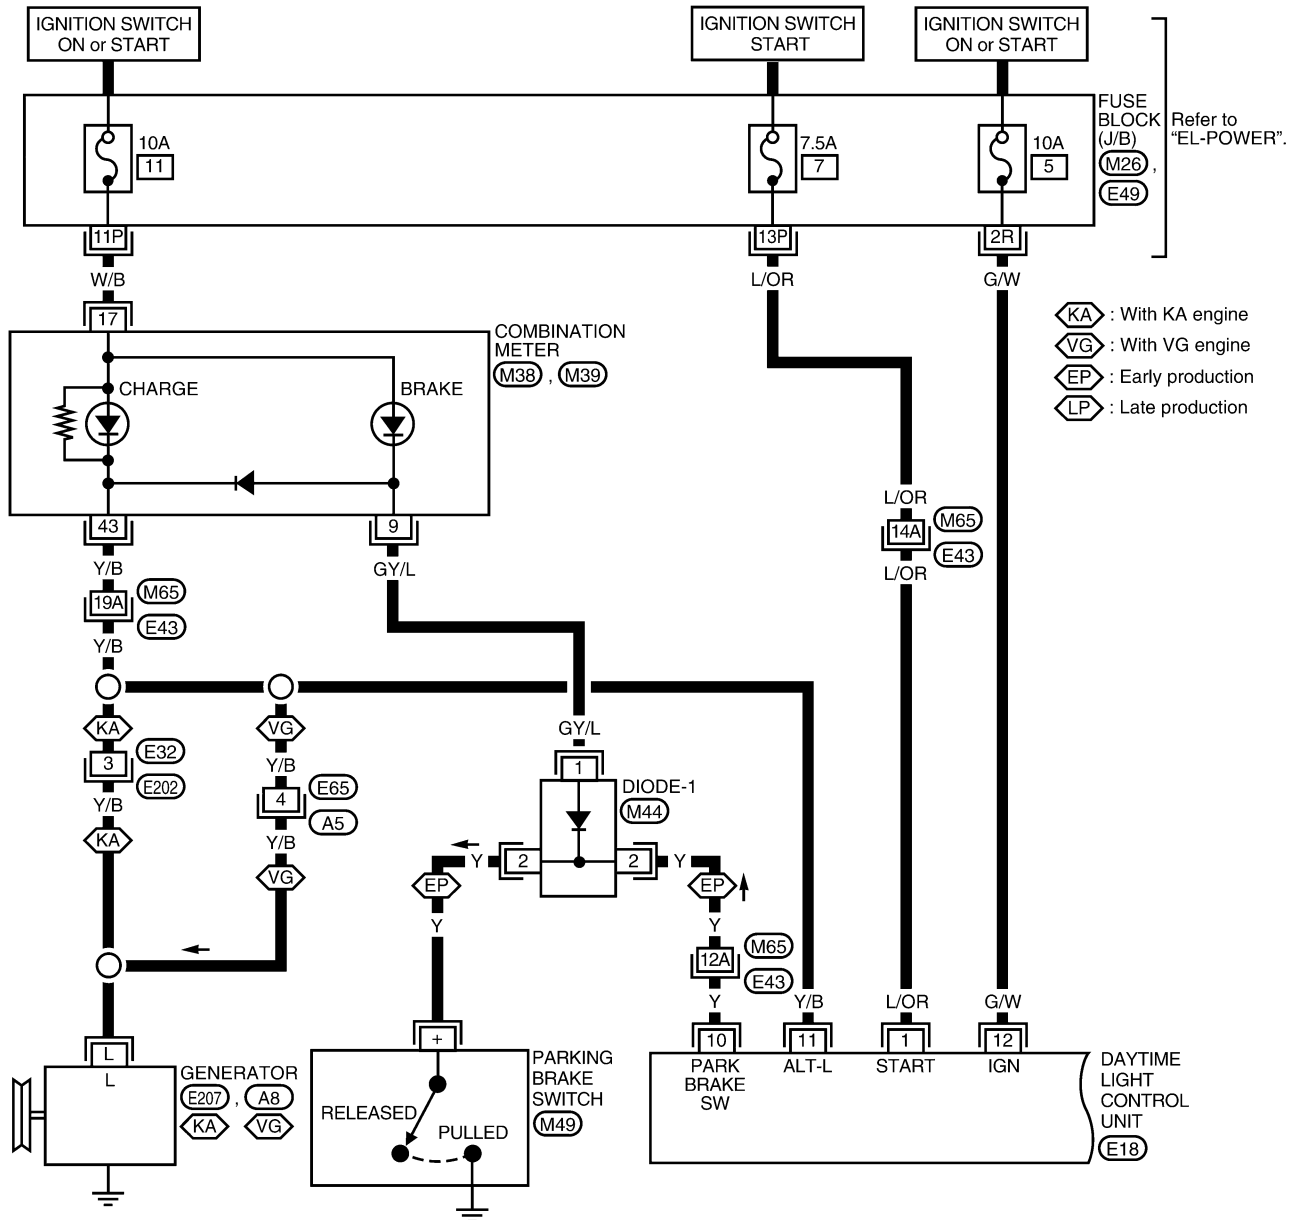 IGNITION SWITCH
ON or START
IGNITION SWITCH
START
IGNITION SWITCH
ON or START
10A
11
7.5A
7
10A
5
FUSE
BLOCK
(J/B)
M26 ,
E49
Refer to
“EL-POWER”.
11P
13P
2R
W/B
L/OR
G/W
17
KA : With KA engine
VG : With VG engine
EP : Early production
LP : Late production
COMBINATION
METER
M38 , M39
CHARGE
BRAKE
43
9
Y/B
GY/L
19A
M65
E43
Y/B
L/OR
14A
M65
E43
L/OR
KA
VG
3
E32
E202
Y/B
KA
Y/B
4
E65
A5
Y/B
VG
GY/L
1
DIODE-1
M44
Y
2
2
Y
EP
EP
Y
Y
12A
M65
E43
Y
Y/B
L/OR
G/W
L
L
GENERATOR
E207 , A8
KA
VG
+
PARKING
BRAKE
SWITCH
M49
RELEASED
PULLED
10
11
1
12
PARK
BRAKE
SW
ALT-L
START
IGN
DAYTIME
LIGHT
CONTROL
UNIT
E18